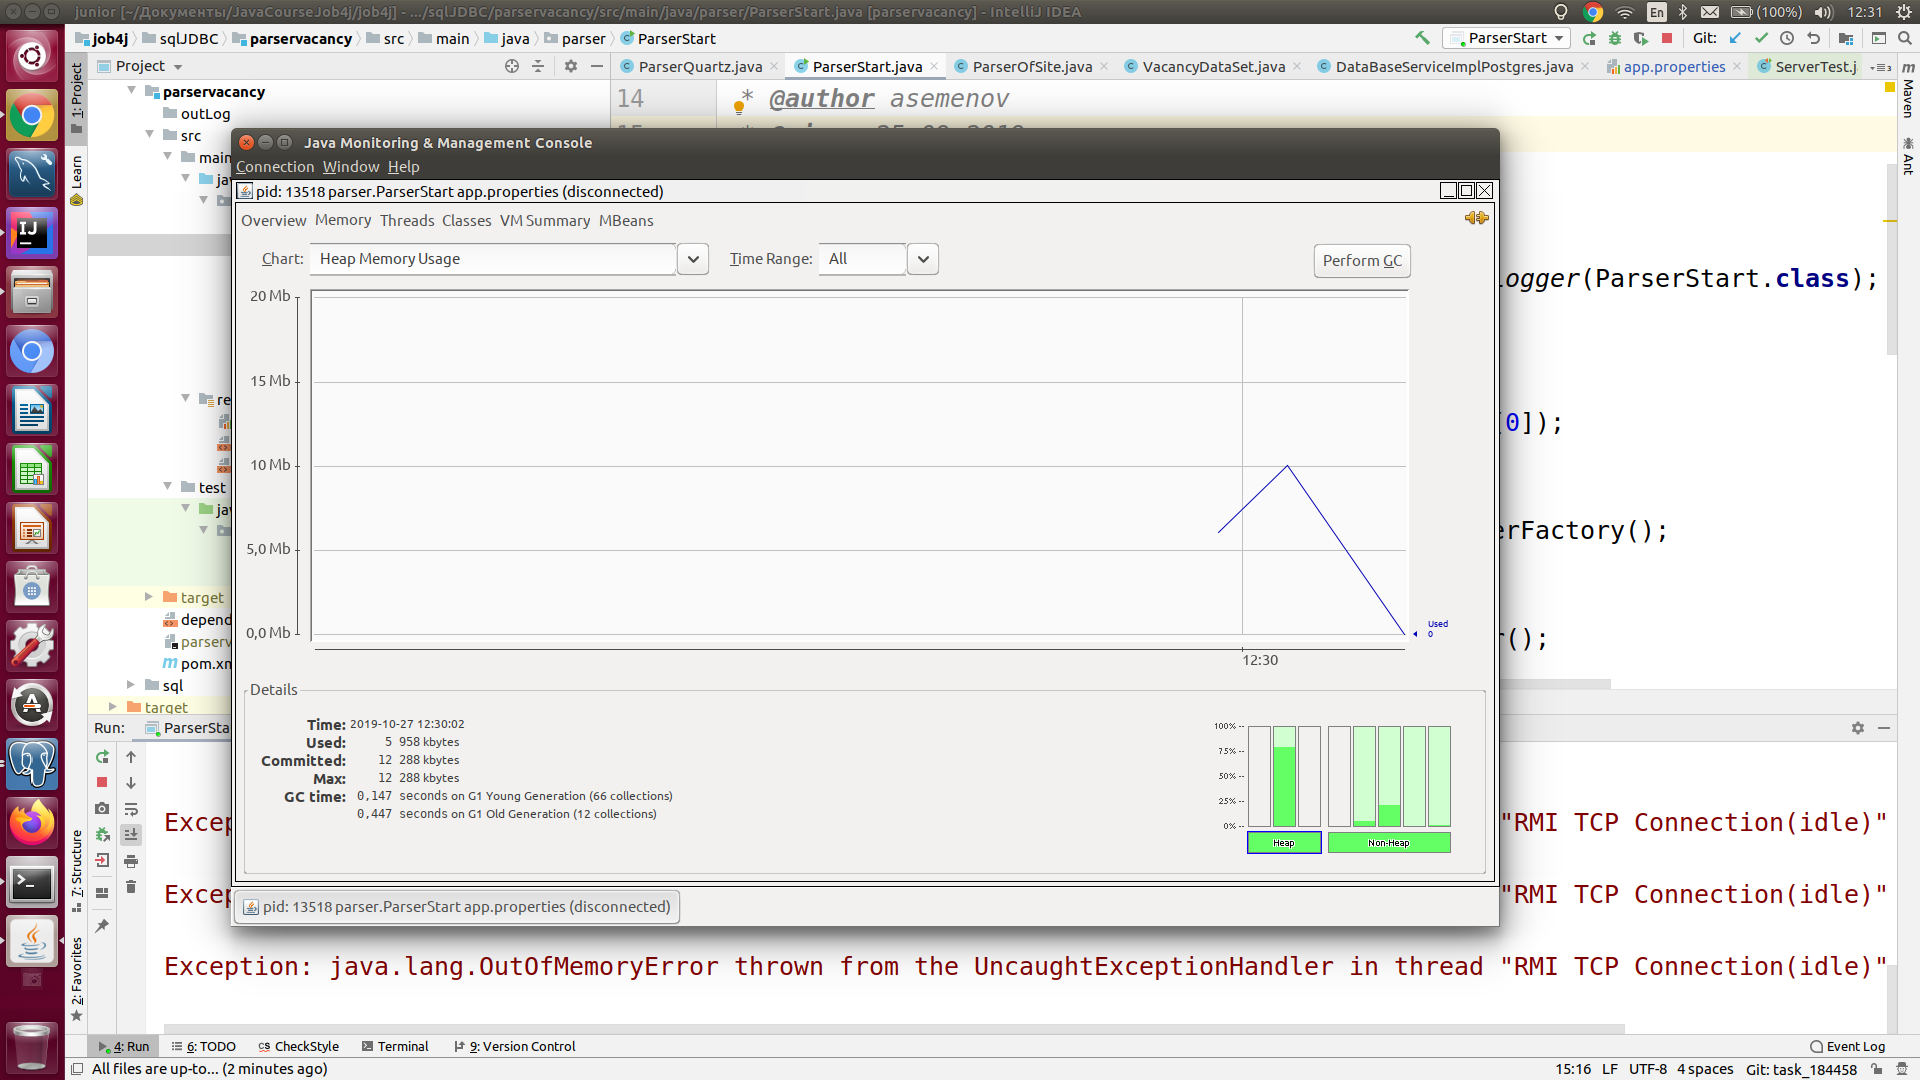 junior [~/Документы/JavaCourseJob4j/job4j] - .../sqlJDBC/parservacancy/src/main/java/parser/ParserStart.java [parservacancy] - IntelliJ IDEA
En
(100%)
12:31
job4j
sqlJDBC
parservacancy
src
main
java
parser
ParserStart
ParserStart
Git:
Project
ParserQuartz.java
ParserStart.java
ParserOfSite.java
VacancyDataSet.java
DataBaseServiceImplPostgres.java
app.properties
ServerTest.j
1: Project
Learn
Maven
Ant
parservacancy
outLog
src
main
re
test
target
depend
parserv
pom.xm
sql
target
14
* @author asemenov
Java Monitoring & Management Console
Connection Window Help
pid: 13518 parser.ParserStart app.properties (disconnected)
Overview Memory Threads Classes VM Summary MBeans
Chart: Heap Memory Usage
Time Range: All
Perform GC
ogger(ParserStart.class);
[0]);
erFactory();
r();
20 Mb
15 Mb
10 Mb
5,0 Mb
0,0 Mb
Used
0
12:30
Details
Time: 2019-10-27 12:30:02
Used: 5 958 kbytes
Committed: 12 288 kbytes
Max: 12 288 kbytes
GC time: 0,147 seconds on G1 Young Generation (66 collections)
0,447 seconds on G1 Old Generation (12 collections)
100% --
75% --
50% --
25% --
0% --
Heap
Non-Heap
pid: 13518 parser.ParserStart app.properties (disconnected)
Run:
ParserSta
7: Structure
2: Favorites
Excep
"RMI TCP Connection(idle)"
Excep
"RMI TCP Connection(idle)"
Exception: java.lang.OutOfMemoryError thrown from the UncaughtExceptionHandler in thread "RMI TCP Connection(idle)"
4: Run
6: TODO
CheckStyle
Terminal
9: Version Control
Event Log
All files are up-to... (2 minutes ago)
15:16 LF UTF-8 4 spaces Git: task_184458